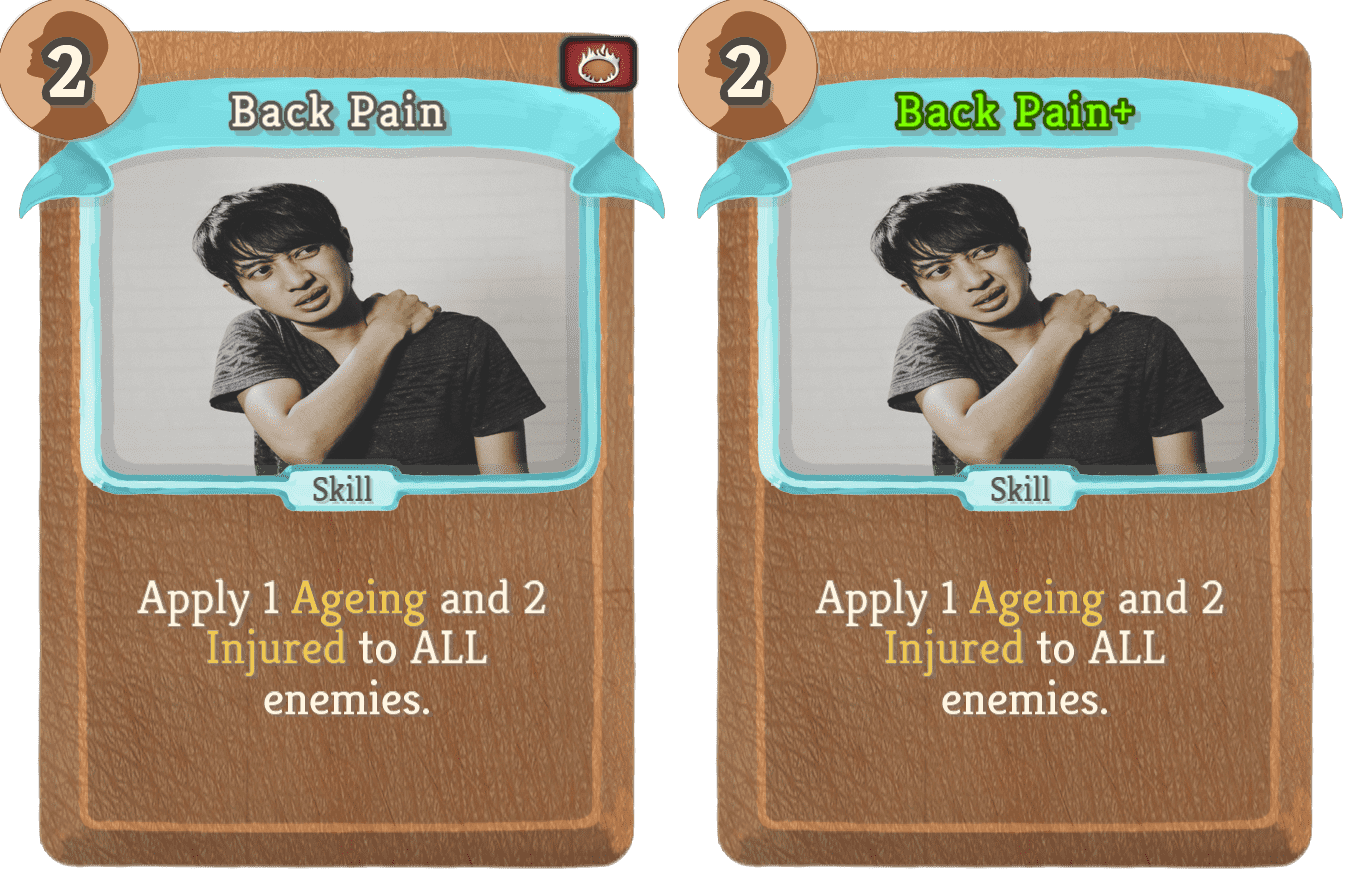 2
Back Pain
Skill
Apply 1 Ageing and 2
Injured to ALL
enemies.
2
Back Pain+
Skill
Apply 1 Ageing and 2
Injured to ALL
enemies.